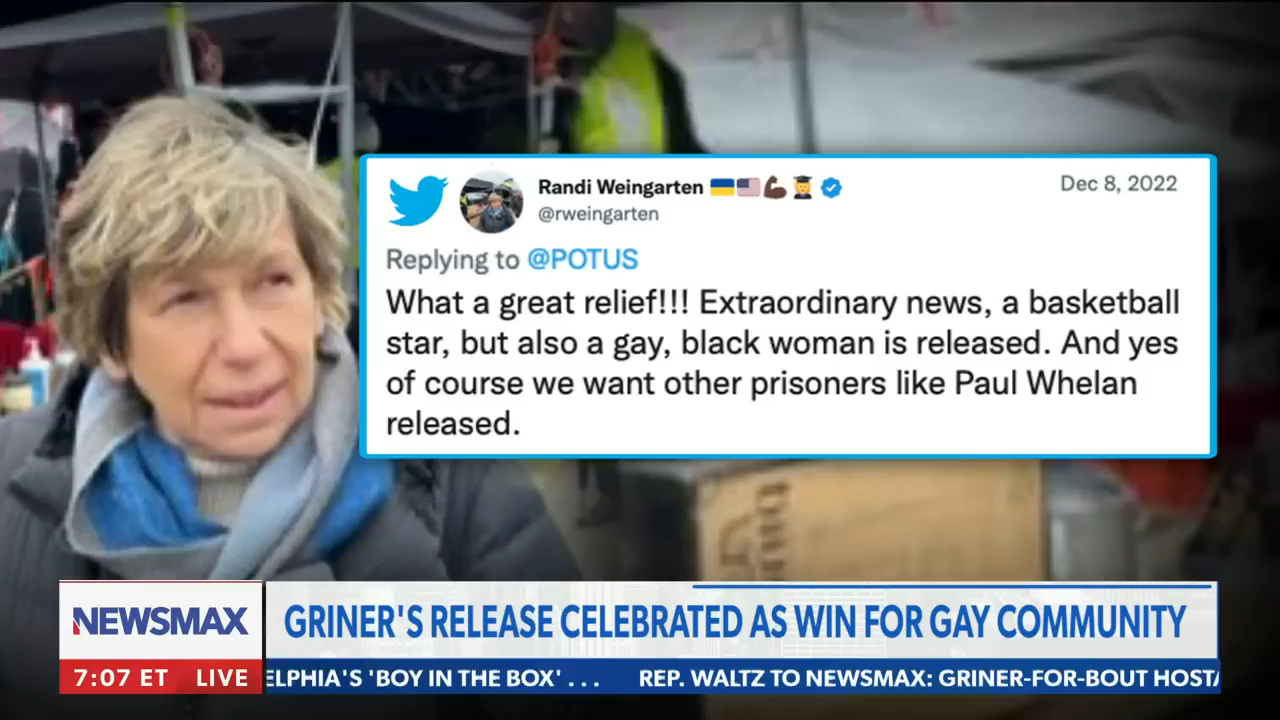 Randi Weingarten
@rweingarten
Dec 8, 2022
Replying to @POTUS
What a great relief!!! Extraordinary news, a basketball
star, but also a gay, black woman is released. And yes
of course we want other prisoners like Paul Whelan
released.
NEWSMAX
GRINER'S RELEASE CELEBRATED AS WIN FOR GAY COMMUNITY
7:07 ET LIVE
ELPHIA'S 'BOY IN THE BOX' . . . REP. WALTZ TO NEWSMAX: GRINER-FOR-BOUT HOSTA